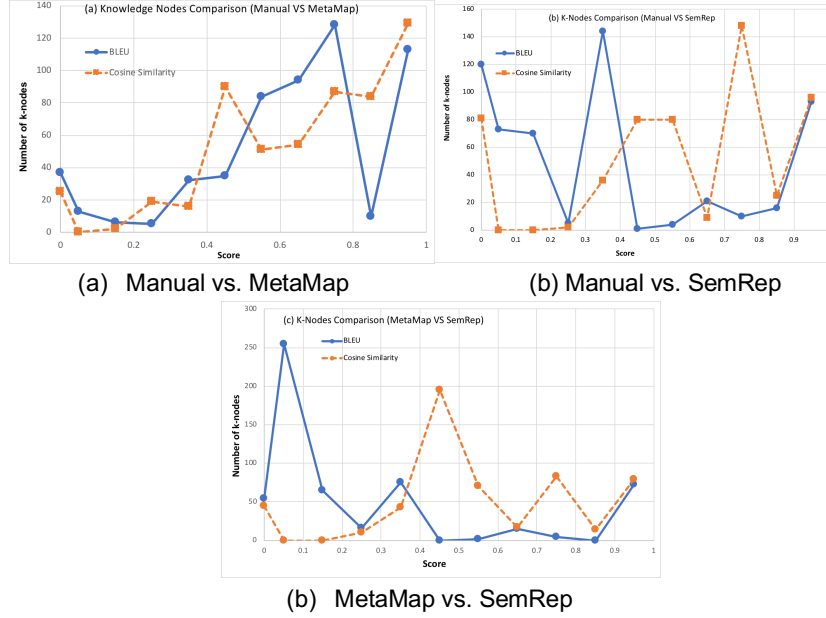 (a) Knowledge Nodes Comparison (Manual VS MetaMap)
BLEU
Cosine Similarity
Number of k-nodes
140
120
100
80
60
40
20
0
0 0.2 0.4 0.6 0.8 1
Score
(a) Manual vs. MetaMap
(b) K-Nodes Comparison (Manual VS SemRep
BLEU
Cosine Similarity
Number of k-nodes
160
140
120
100
80
60
40
20
0
0 0.1 0.2 0.3 0.4 0.5 0.6 0.7 0.8 0.9
Score
(b) Manual vs. SemRep
(c) K-Nodes Comparison (MetaMap VS SemRep)
BLEU
Cosine Similarity
Number of k-nodes
300
250
200
150
100
50
0
0 0.1 0.2 0.3 0.4 0.5 0.6 0.7 0.8 0.9 1
Score
(b) MetaMap vs. SemRep